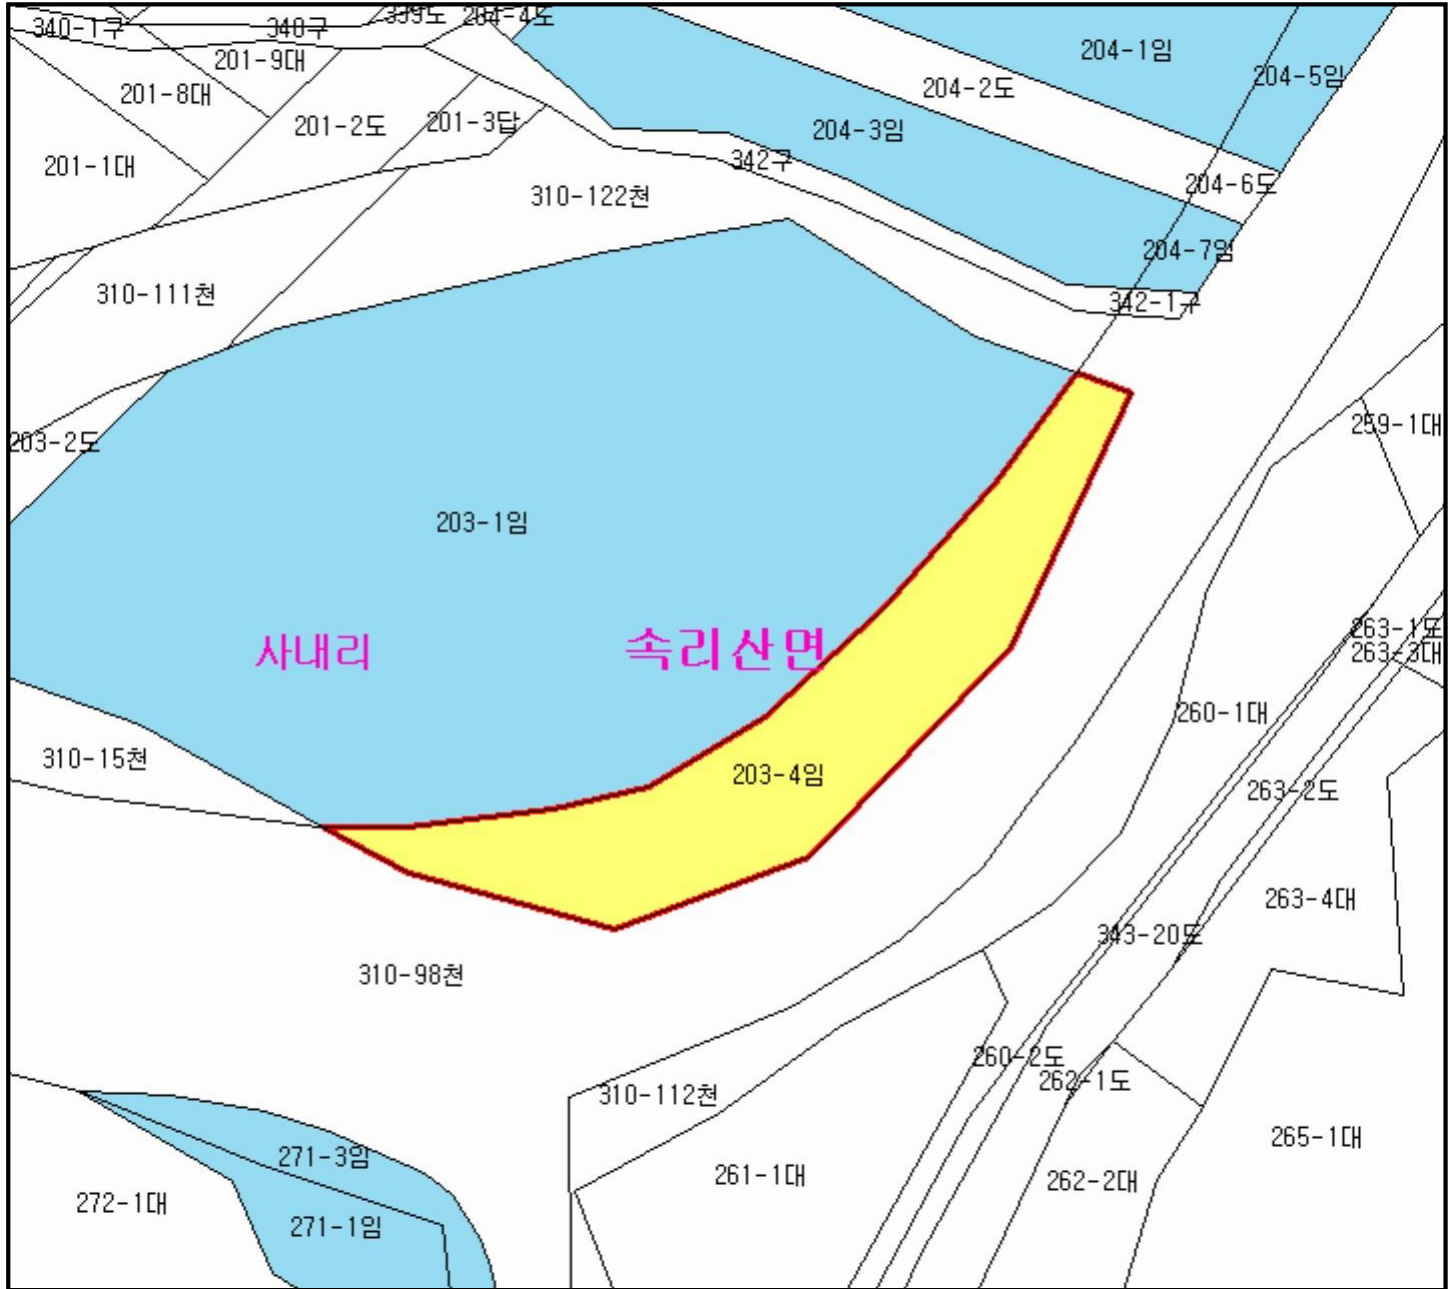 340-1구
340구
339도
204-4도
201-9대
204-1임
204-5임
201-8대
204-2도
201-2도
201-3답
204-3임
201-1대
342구
204-6도
310-122천
204-7임
310-111천
342-1구
259-1대
203-2도
203-1임
사내리
속리산면
263-1도
263-3대
260-1대
310-15천
203-4임
263-2도
263-4대
343-20도
310-98천
260-2도
262-1도
310-112천
265-1대
271-3임
261-1대
262-2대
272-1대
271-1임